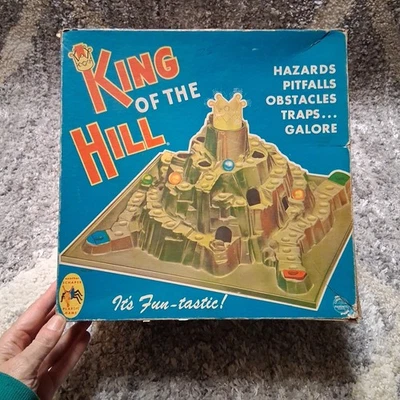 KING
OF THE
HILL
HAZARDS
PITFALLS
OBSTACLES
TRAPS...
GALORE
It's Fun-tastic!